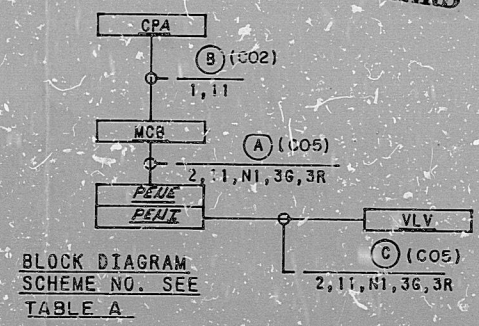 CPA
B (C02)
1,11
MCB
A (C05)
2,11,N1,3G,3R
PENE
PENI
VLV
C (C05)
2,11,N1,3G,3R
BLOCK DIAGRAM
SCHEME NO. SEE
TABLE A